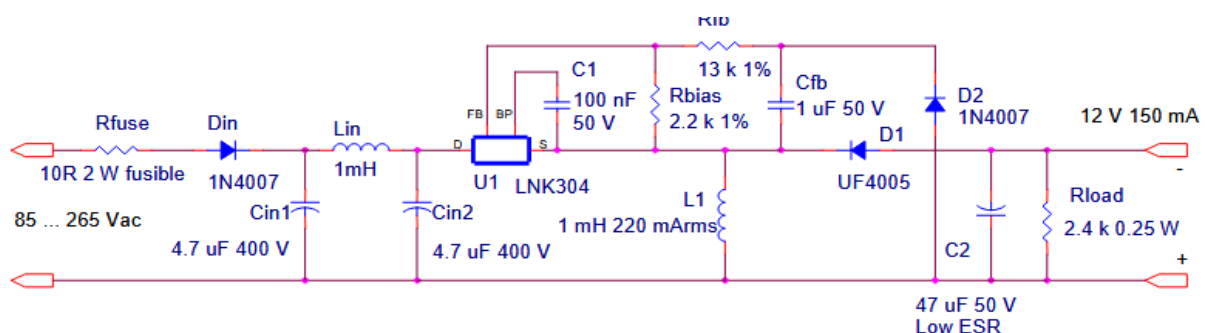 Rfb
C1
13 k 1%
Cfb
FB
BP
100 nF
Rbias
1 uF 50 V
D2
Rfuse
Din
Lin
50 V
2.2 k 1%
1N4007
12 V 150 mA
D1
D
S
-
10R 2 W fusible
1N4007
1mH
U1
LNK304
UF4005
L1
Rload
Cin1
Cin2
85 ... 265 Vac
1 mH 220 mArms
2.4 k 0.25 W
4.7 uF 400 V
4.7 uF 400 V
C2
+
47 uF 50 V
Low ESR